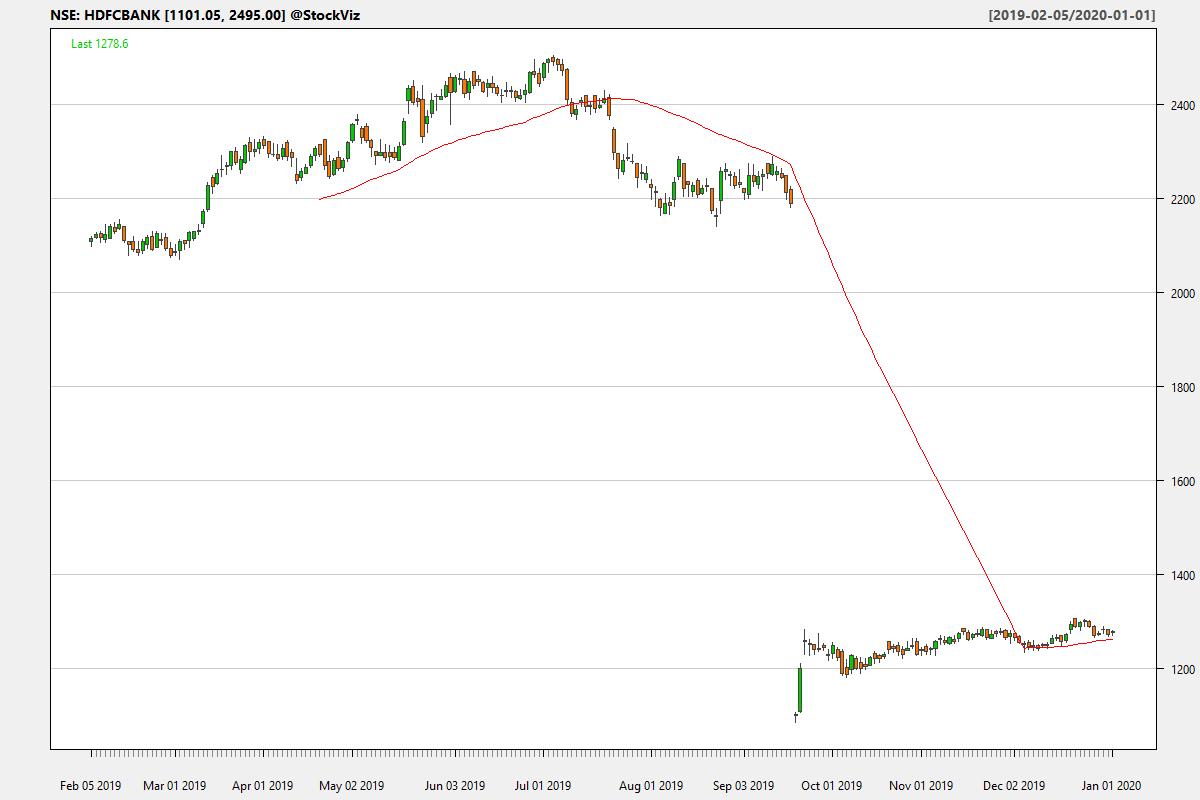 NSE: HDFCBANK [1101.05, 2495.00] @StockViz [2019-02-05/2020-01-01]
Last 1278.6
2400
2200
2000
1800
1600
1400
1200
Feb 05 2019 Mar 01 2019 Apr 01 2019 May 02 2019 Jun 03 2019 Jul 01 2019 Aug 01 2019 Sep 03 2019 Oct 01 2019 Nov 01 2019 Dec 02 2019 Jan 01 2020